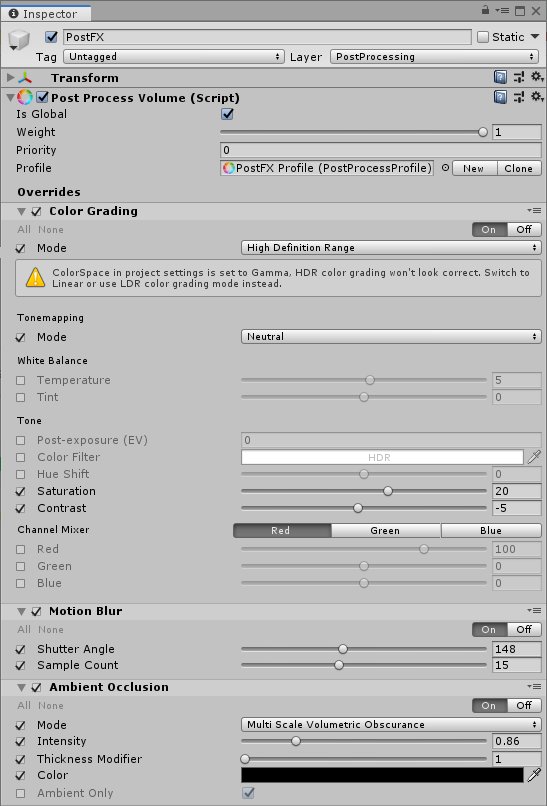 Inspector
PostFX
Static
Tag Untagged Layer PostProcessing
Transform
Post Process Volume (Script)
Is Global
Weight 1
Priority 0
Profile PostFX Profile (PostProcessProfile) New Clone
Overrides
Color Grading
All None On Off
Mode High Definition Range
ColorSpace in project settings is set to Gamma, HDR color grading won't look correct. Switch to
Linear or use LDR color grading mode instead.
Tonemapping
Mode Neutral
White Balance
Temperature 5
Tint 0
Tone
Post-exposure (EV) 0
Color Filter HDR
Hue Shift 0
Saturation 20
Contrast -5
Channel Mixer Red Green Blue
Red 100
Green 0
Blue 0
Motion Blur
All None On Off
Shutter Angle 148
Sample Count 15
Ambient Occlusion
All None On Off
Mode Multi Scale Volumetric Obscurance
Intensity 0.86
Thickness Modifier 1
Color
Ambient Only